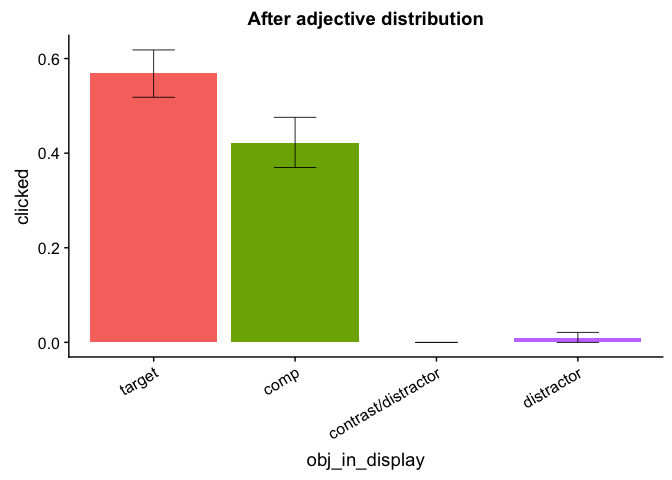 After adjective distribution
clicked
0.6
0.4
0.2
0.0
target
comp
contrast/distractor
distractor
obj_in_display